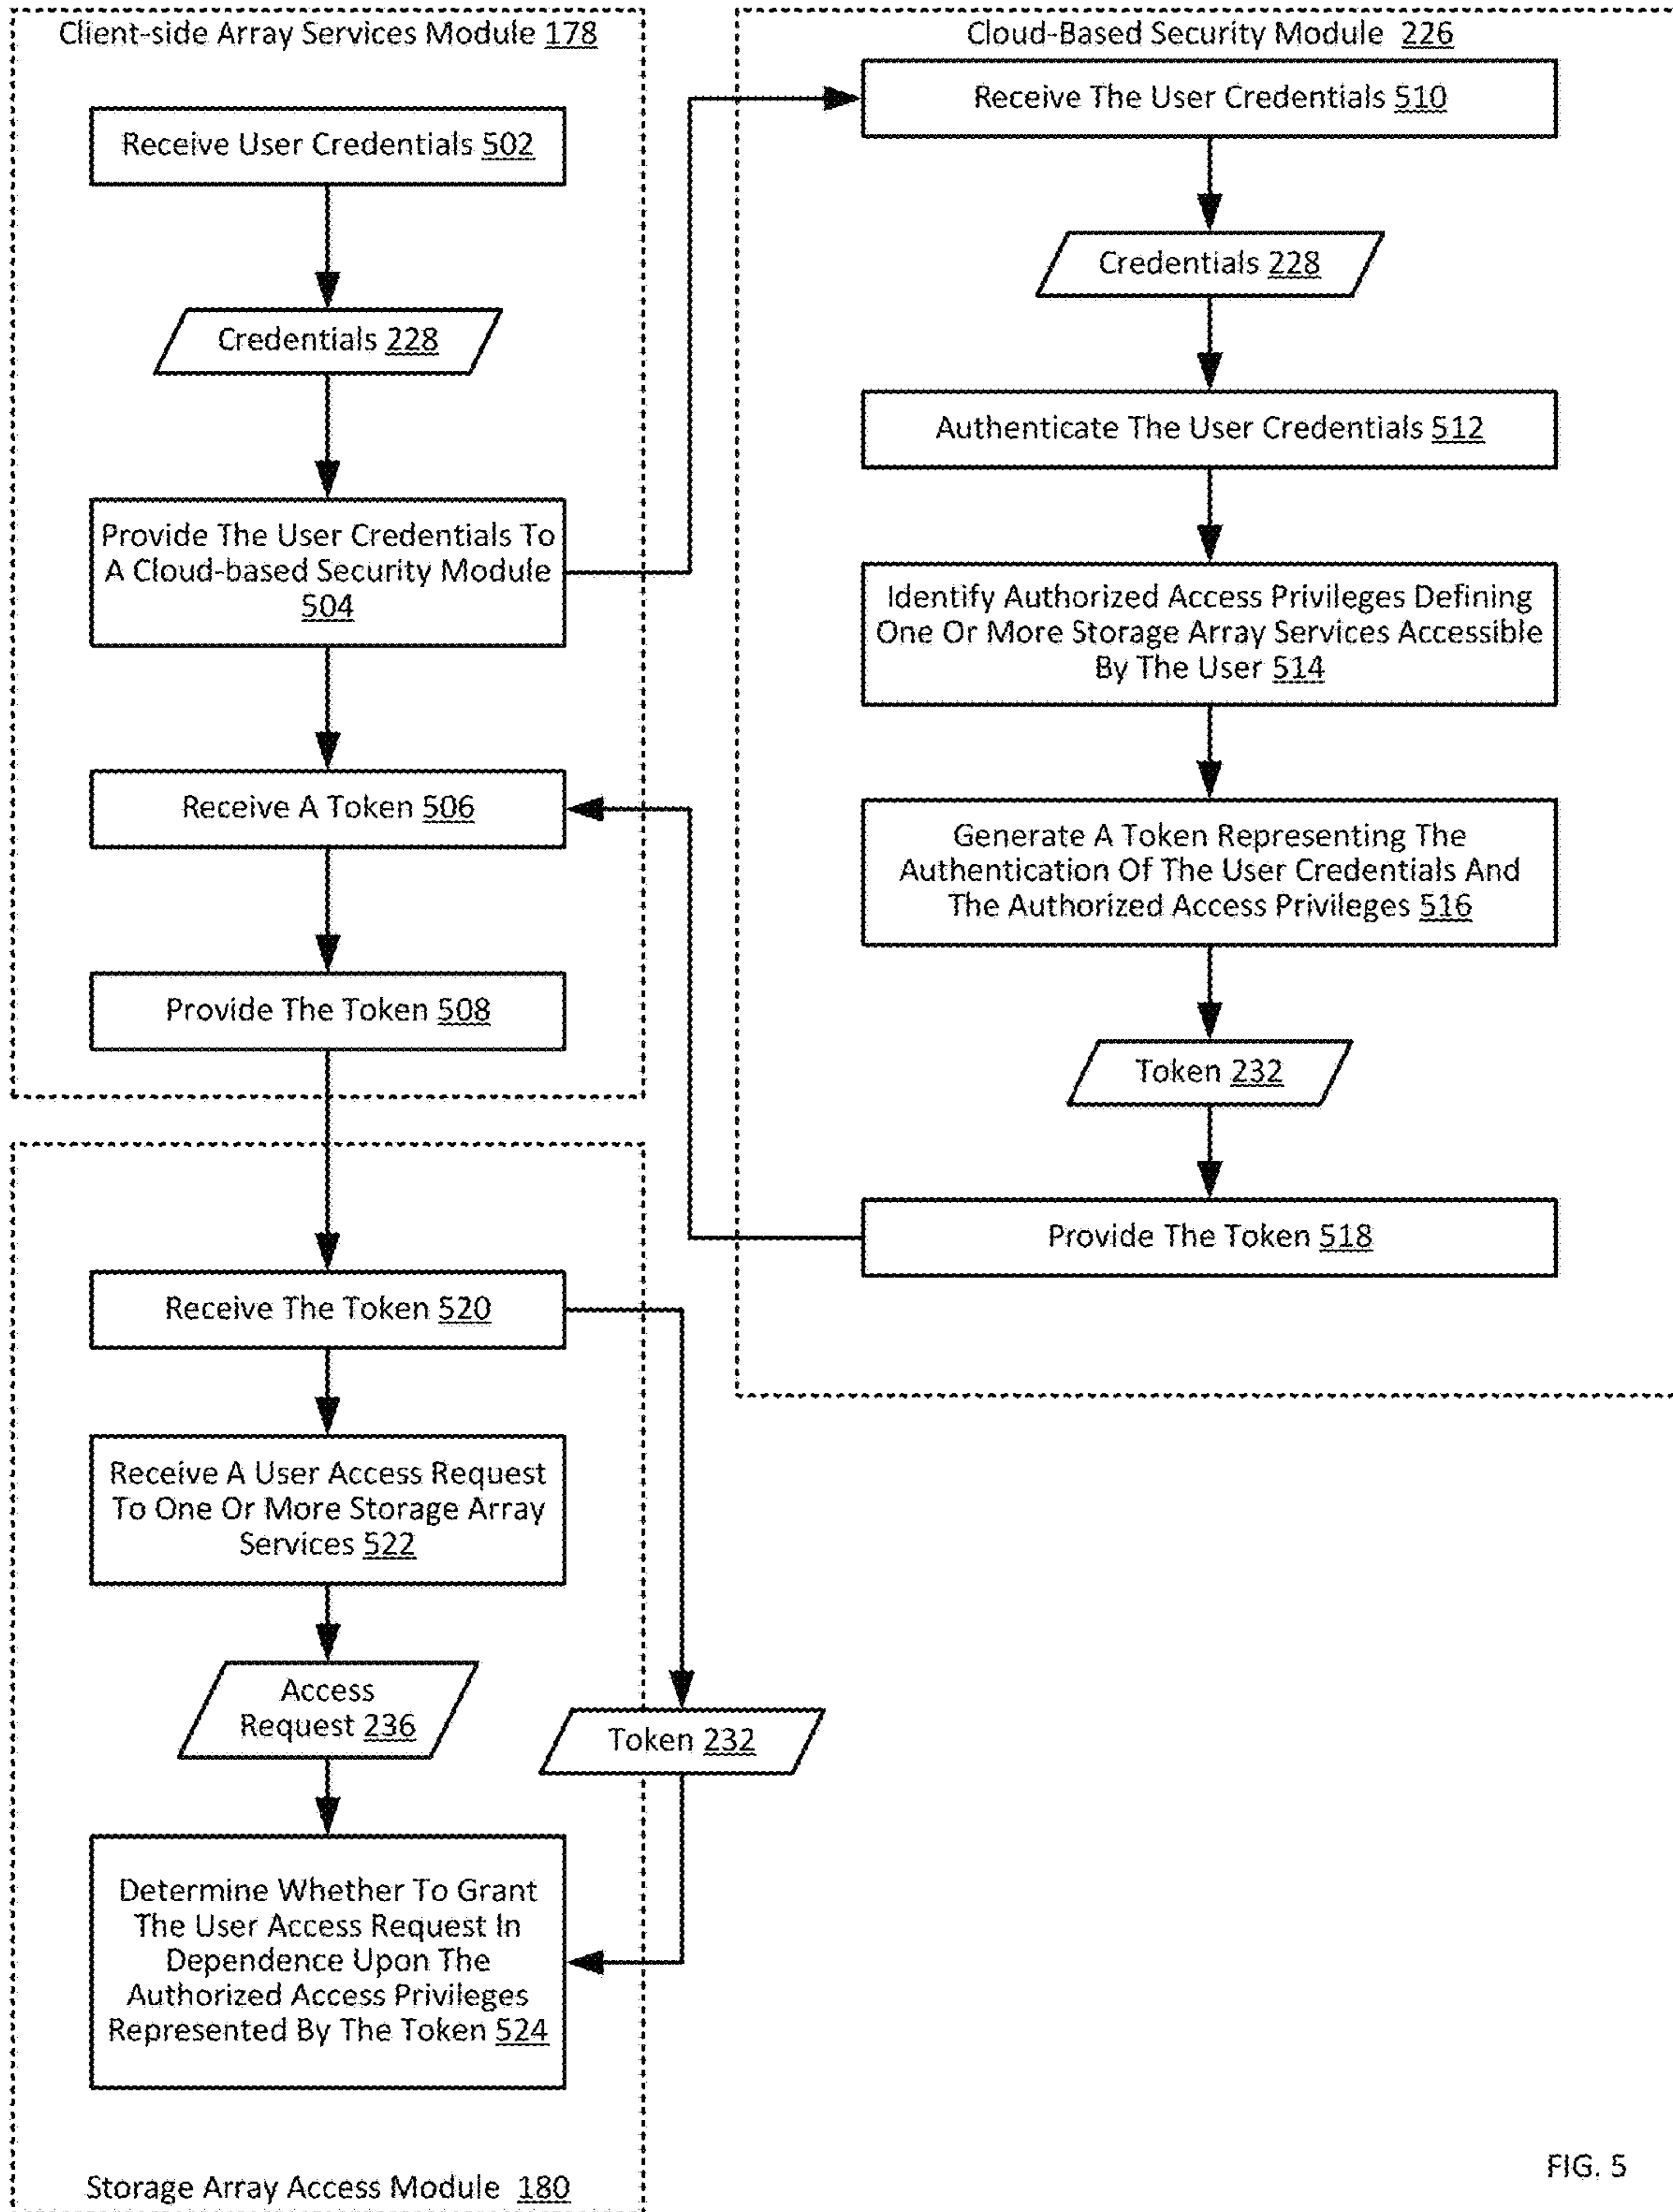 Client-side Array Services Module 178
Receive User Credentials 502
Credentials 228
Provide The User Credentials To
A Cloud-based Security Module
504
Receive A Token 506
Provide The Token 508
Cloud-Based Security Module 226
Receive The User Credentials 510
Credentials 228
Authenticate The User Credentials 512
Identify Authorized Access Privileges Defining
One Or More Storage Array Services Accessible
By The User 514
Generate A Token Representing The
Authentication Of The User Credentials And
The Authorized Access Privileges 516
Token 232
Provide The Token 518
Receive The Token 520
Receive A User Access Request
To One Or More Storage Array
Services 522
Access
Request 236
Token 232
Determine Whether To Grant
The User Access Request In
Dependence Upon The
Authorized Access Privileges
Represented By The Token 524
Storage Array Access Module 180
FIG. 5